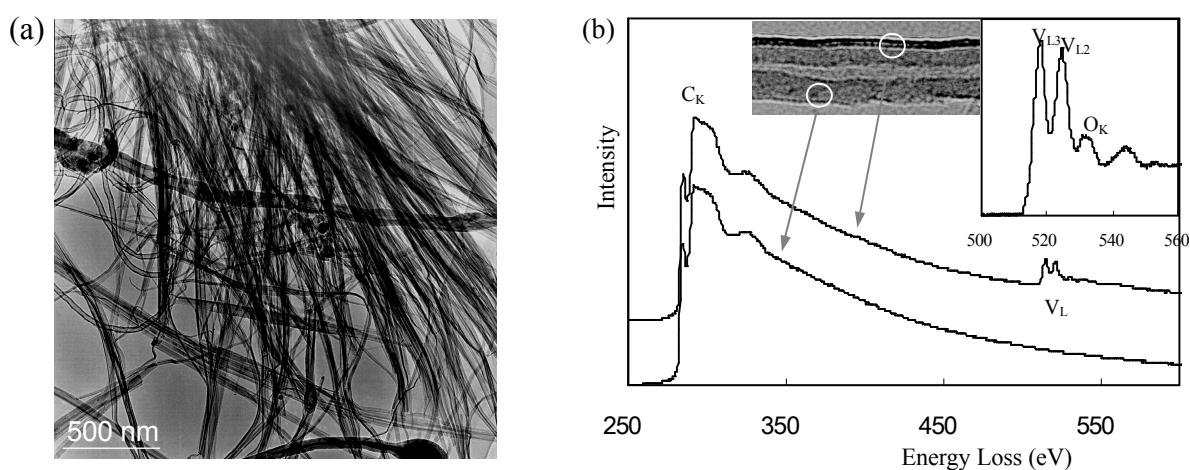 (a)
500 nm
(b)
V_L3 V_L2
O_K
500 520 540 560
C_K
V_L
Intensity
250 350 450 550
Energy Loss (eV)